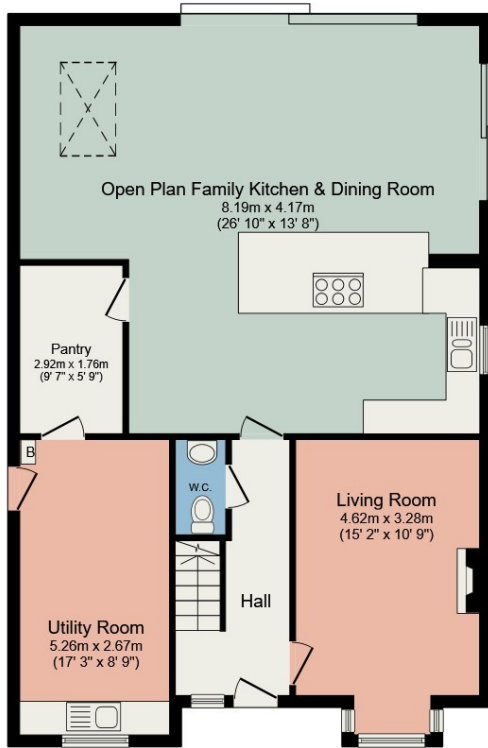 Open Plan Family Kitchen & Dining Room
8.19m x 4.17m
(26' 10" x 13' 8")
Pantry
2.92m x 1.76m
(9' 7" x 5' 9")
B
w.c.
Living Room
4.62m x 3.28m
(15' 2" x 10' 9")
Hall
Utility Room
5.26m x 2.67m
(17' 3" x 8' 9")